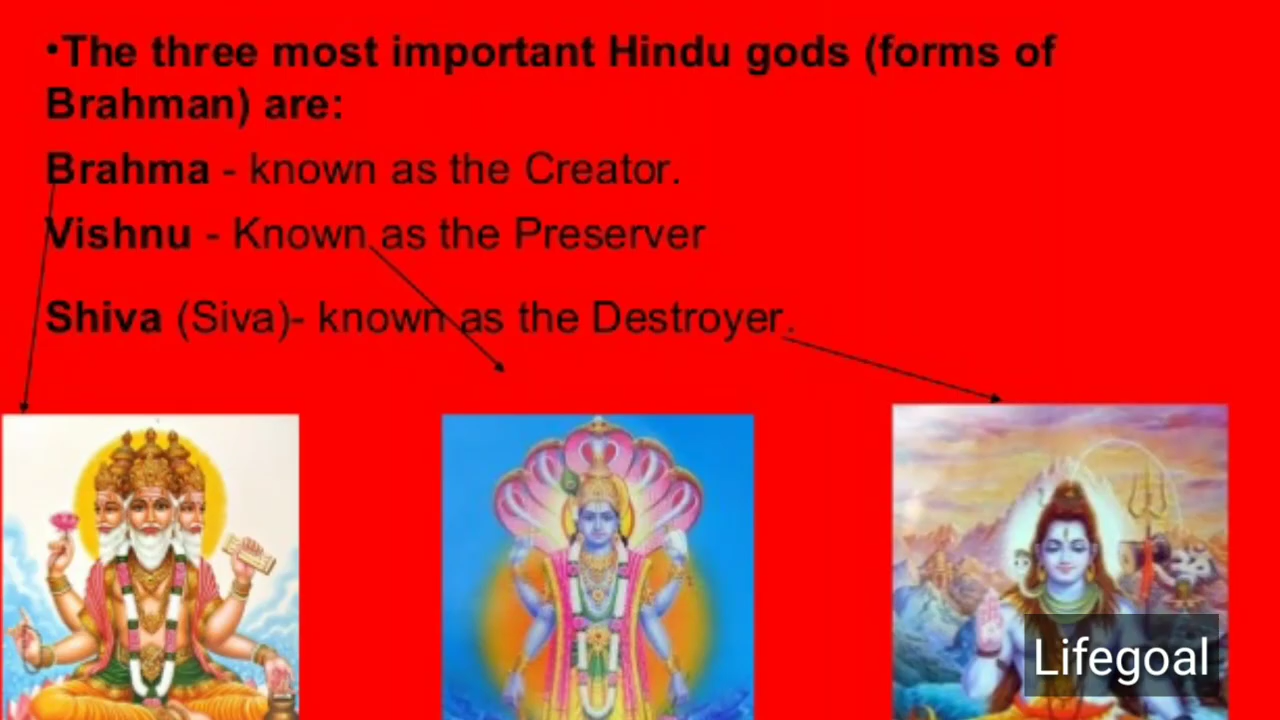 •The three most important Hindu gods (forms of
Brahman) are:
Brahma - known as the Creator.
Vishnu - Known as the Preserver
Shiva (Siva)- known as the Destroyer.
Lifegoal